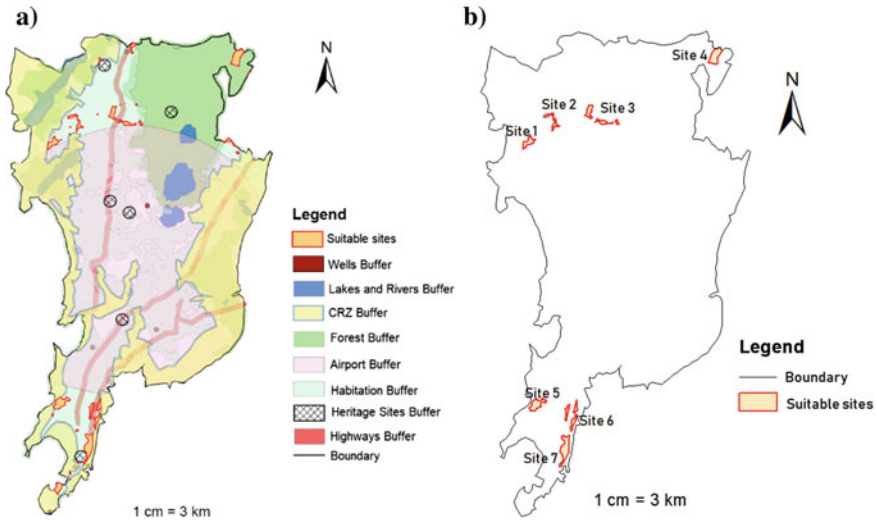 a)
N
Legend
Suitable sites
Wells Buffer
Lakes and Rivers Buffer
CRZ Buffer
Forest Buffer
Airport Buffer
Habitation Buffer
Heritage Sites Buffer
Highways Buffer
Boundary
1 cm = 3 km
b)
N
Site 4
Site 2
Site 3
Site 1
Site 5
Site 6
Site 7
Legend
Boundary
Suitable sites
1 cm = 3 km